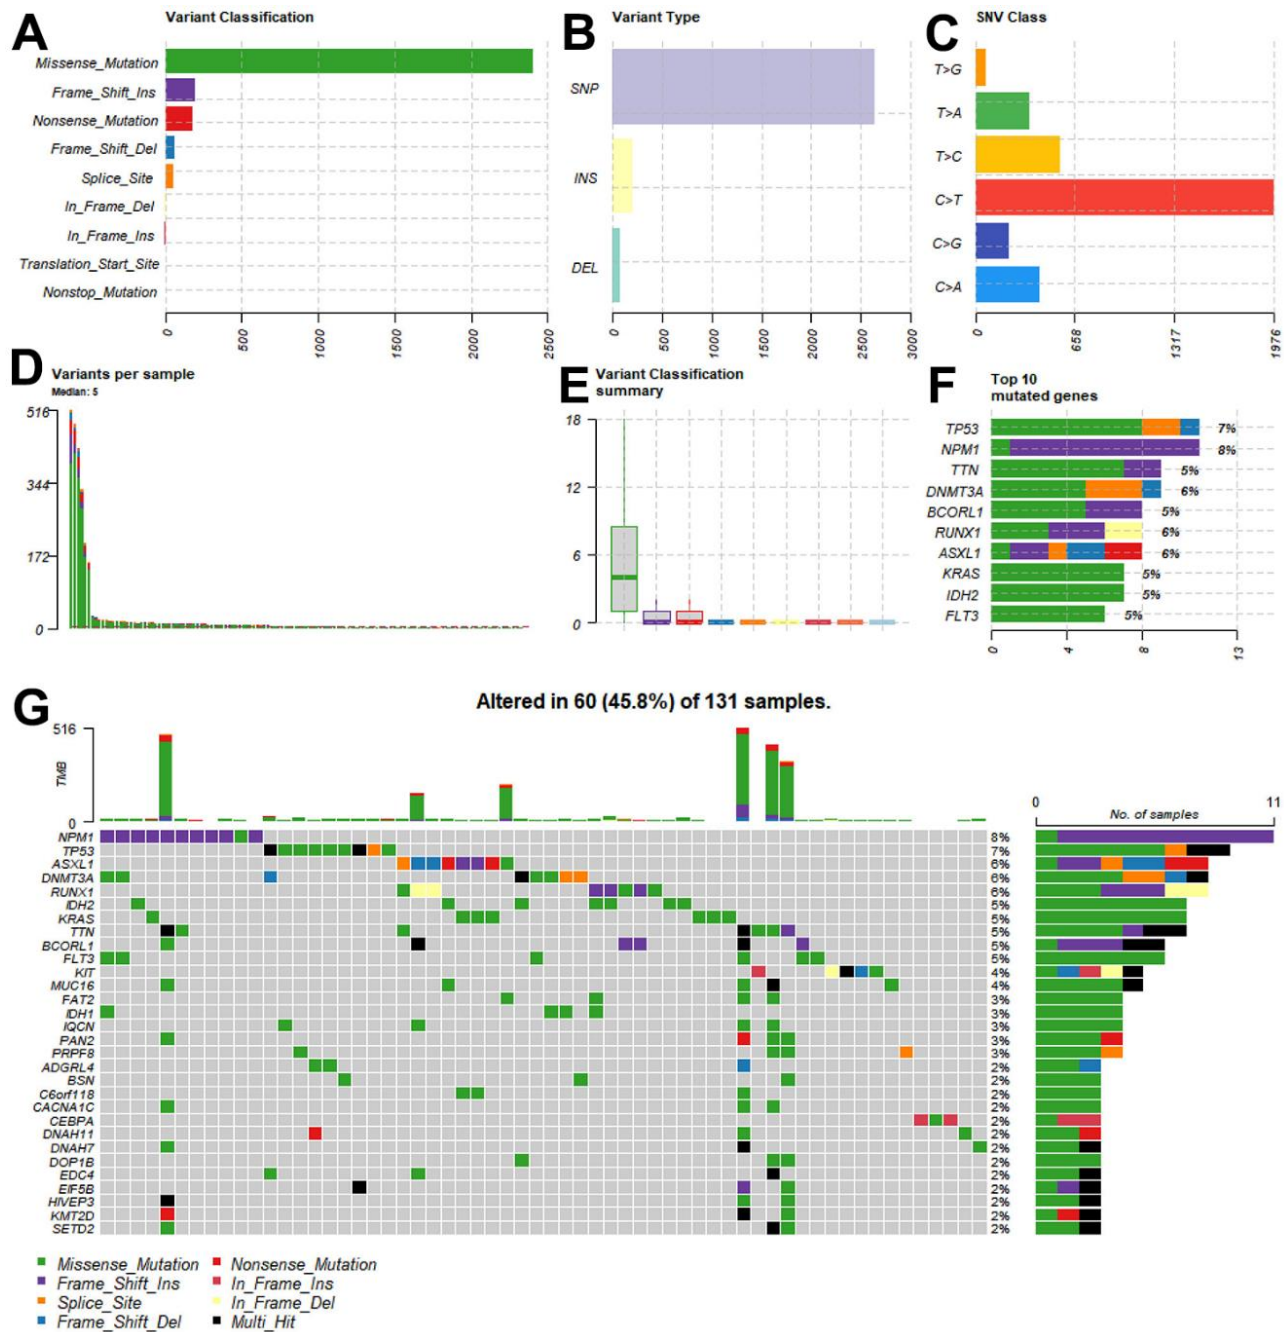 A
Variant Classification
Missense_Mutation
Frame_Shift_Ins
Nonsense_Mutation
Frame_Shift_Del
Splice_Site
In_Frame_Del
In_Frame_Ins
Translation_Start_Site
Nonstop_Mutation
0
500
1000
1500
2000
2500
B
Variant Type
SNP
INS
DEL
0
500
1000
1500
2000
2500
3000
C
SNV Class
T>G
T>A
T>C
C>T
C>G
C>A
0
658
1317
1976
D
Variants per sample
Median: 5
516
344
172
0
E
Variant Classification
summary
18
12
6
0
F
Top 10
mutated genes
TP53 7%
NPM1 8%
TTN 5%
DNMT3A 6%
BCORL1 5%
RUNX1 6%
ASXL1 6%
KRAS 5%
IDH2 5%
FLT3 5%
0
4
8
13
G
Altered in 60 (45.8%) of 131 samples.
516
TMB
0
0 11
No. of samples
NPM1 8%
TP53 7%
ASXL1 6%
DNMT3A 6%
RUNX1 6%
IDH2 5%
KRAS 5%
TTN 5%
BCORL1 5%
FLT3 5%
KIT 4%
MUC16 4%
FAT2 3%
IDH1 3%
IQCN 3%
PAN2 3%
PRPF8 3%
ADGRL4 2%
BSN 2%
C6orf118 2%
CACNA1C 2%
CEBPA 2%
DNAH11 2%
DNAH7 2%
DOP1B 2%
EDC4 2%
EIF5B 2%
HIVEP3 2%
KMT2D 2%
SETD2 2%
Missense_Mutation
Frame_Shift_Ins
Splice_Site
Frame_Shift_Del
Nonsense_Mutation
In_Frame_Ins
In_Frame_Del
Multi_Hit